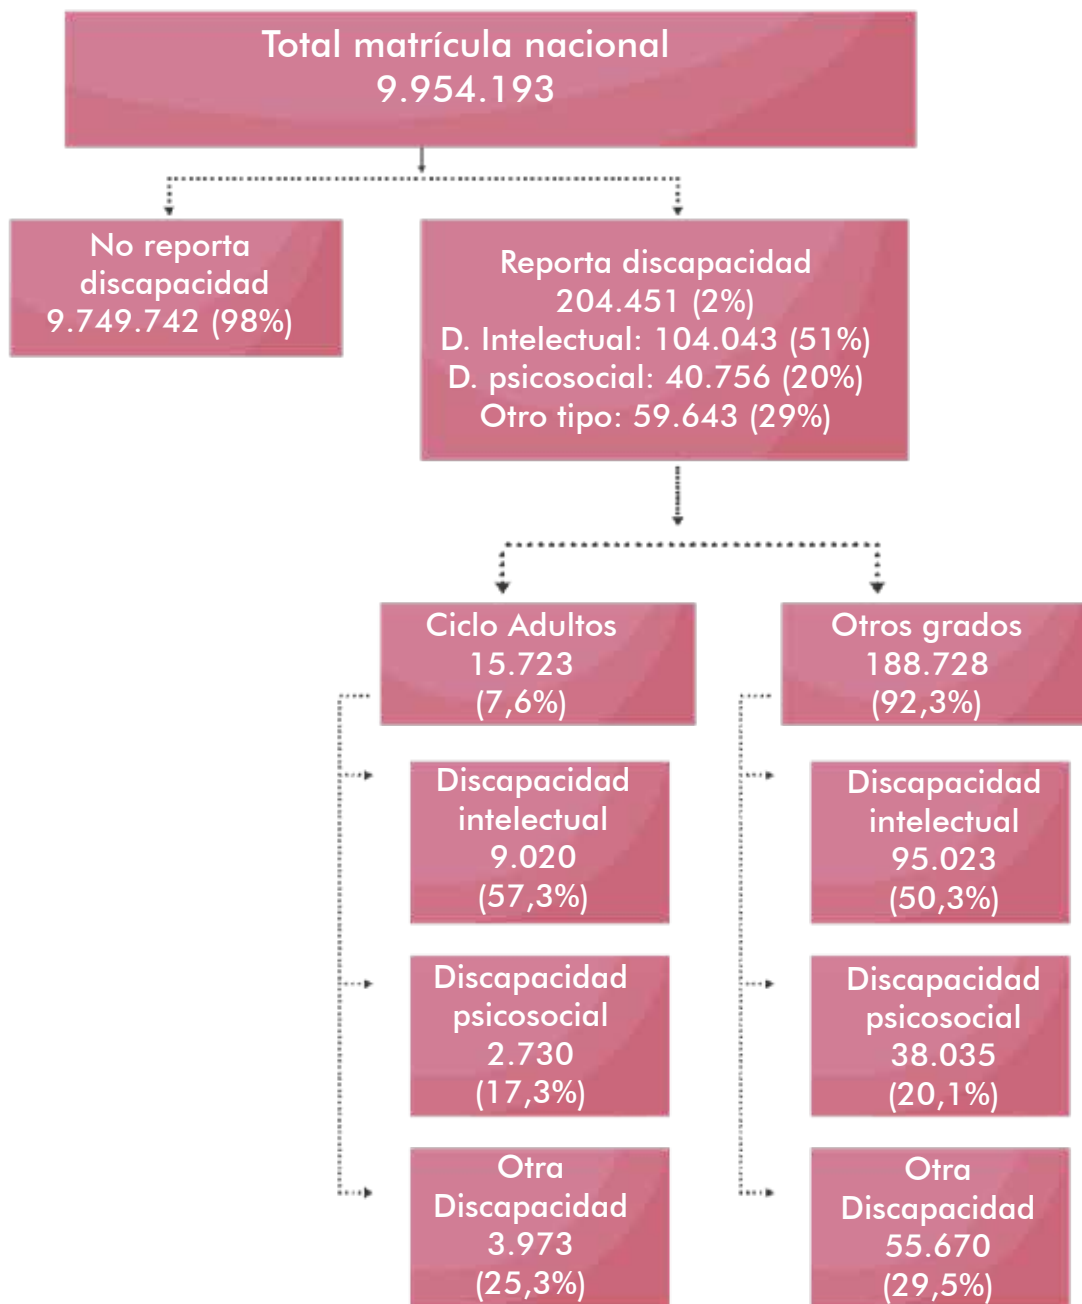 Total matrícula nacional
9.954.193
No reporta
discapacidad
9.749.742 (98%)
Reporta discapacidad
204.451 (2%)
D. Intelectual: 104.043 (51%)
D. psicosocial: 40.756 (20%)
Otro tipo: 59.643 (29%)
Ciclo Adultos
15.723
(7,6%)
Otros grados
188.728
(92,3%)
Discapacidad
intelectual
9.020
(57,3%)
Discapacidad
intelectual
95.023
(50,3%)
Discapacidad
psicosocial
2.730
(17,3%)
Discapacidad
psicosocial
38.035
(20,1%)
Otra
Discapacidad
3.973
(25,3%)
Otra
Discapacidad
55.670
(29,5%)